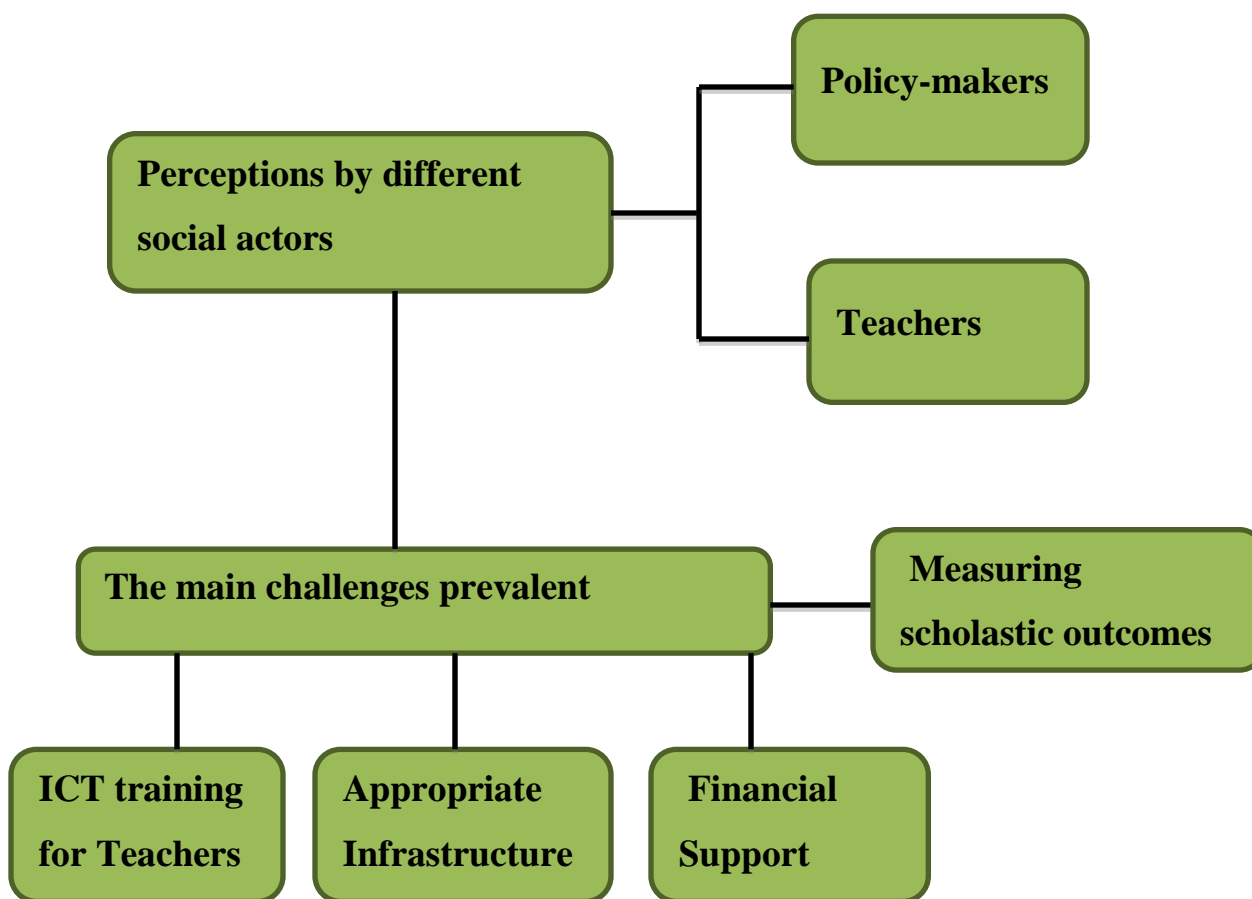 Policy-makers
Perceptions by different
social actors
Teachers
The main challenges prevalent
Measuring
scholastic outcomes
ICT training
for Teachers
Appropriate
Infrastructure
Financial
Support